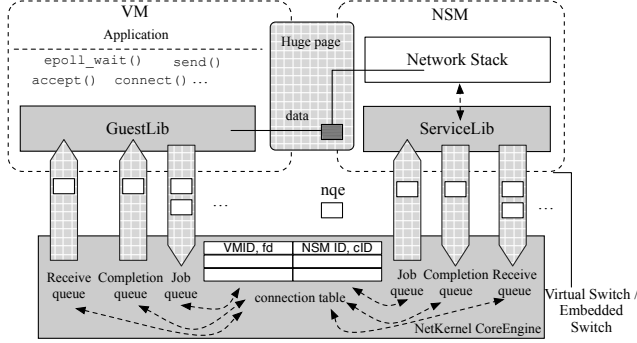 VM
NSM
Application
epoll_wait() send()
accept() connect() ...
Huge page
Network Stack
data
GuestLib
ServiceLib
nqe
...
...
VMID, fd
NSM ID, cID
Receive queue
Completion queue
Job queue
connection table
Job queue
Completion queue
Receive queue
NetKernel CoreEngine
Virtual Switch /
Embedded
Switch